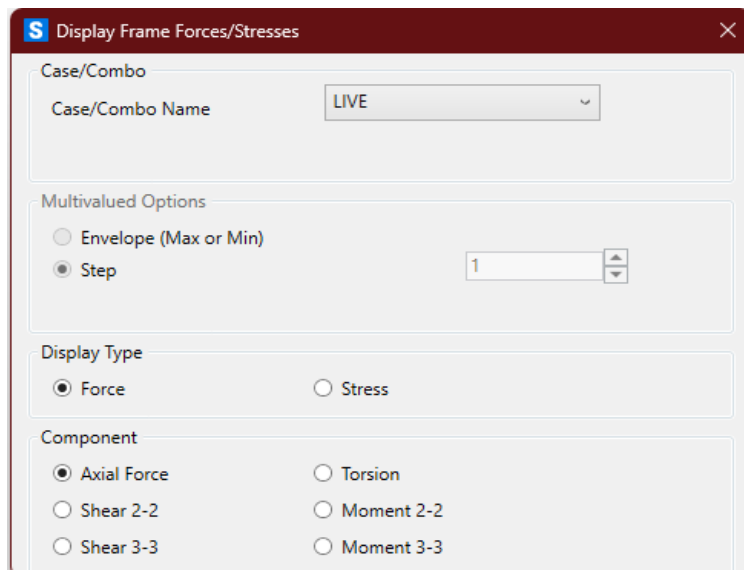 S Display Frame Forces/Stresses
Case/Combo
Case/Combo Name LIVE
Multivalued Options
Envelope (Max or Min)
Step 1
Display Type
Force Stress
Component
Axial Force Torsion
Shear 2-2 Moment 2-2
Shear 3-3 Moment 3-3